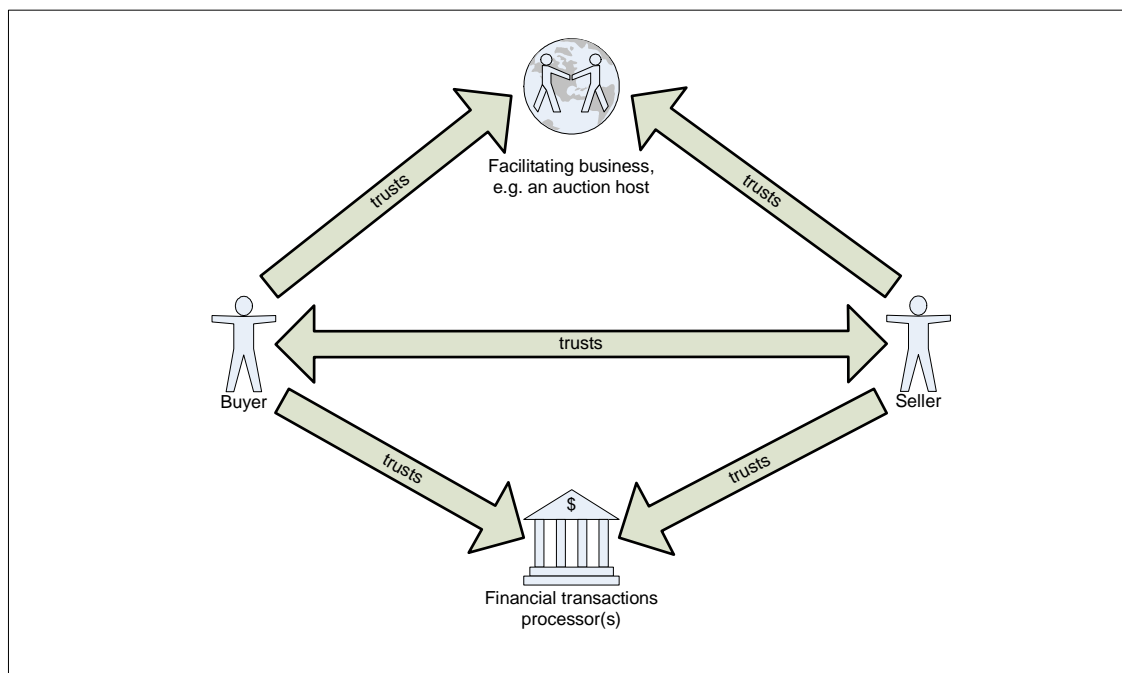 Facilitating business,
e.g. an auction host
trusts
trusts
trusts
Buyer
Seller
trusts
trusts
$
Financial transactions
processor(s)